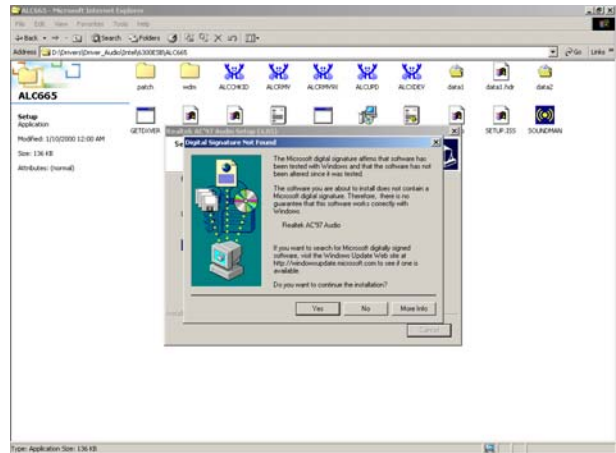 ALC665 - Microsoft Internet Explorer
File Edit View Favorites Tools Help
Back Search Folders
Address D:\Drivers\Driver_Audio\Intel\6300ESB\ALC665 Go Links
ALC665
Setup
Application
Modified: 1/10/2000 12:00 AM
Size: 136 KB
Attributes: (normal)
patch wdm ALCCHKID ALCRMV ALCRMV9X ALCUPD ALCXDEV data1 data1.hdr data2
GETDXVER SETUP.ISS SOUNDMAN
Realtek AC'97 Audio Setup
Se
Digital Signature Not Found
The Microsoft digital signature affirms that software has
been tested with Windows and that the software has not
been altered since it was tested.
The software you are about to install does not contain a
Microsoft digital signature. Therefore, there is no
guarantee that this software works correctly with
Windows.
Realtek AC'97 Audio
If you want to search for Microsoft digitally signed
software, visit the Windows Update Web site at
http://windowsupdate.microsoft.com to see if one is
available.
Do you want to continue the installation?
Yes No More Info
Cancel
Type: Application Size: 136 KB